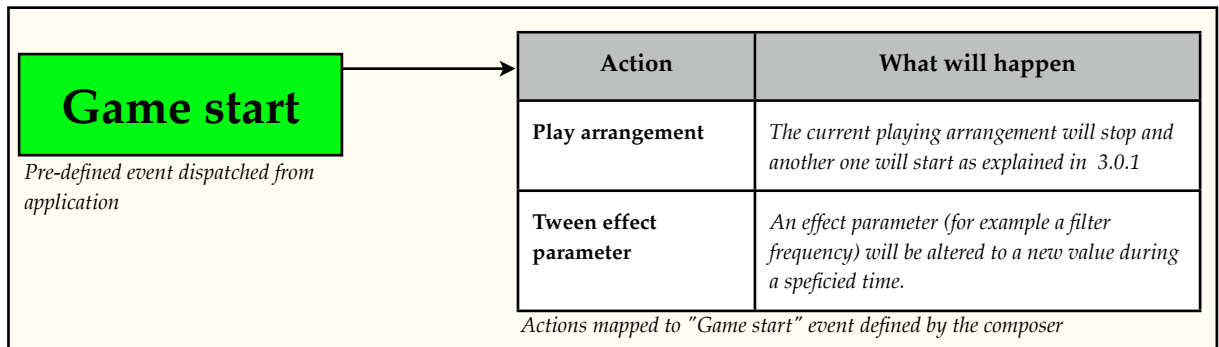 Game start
Pre-defined event dispatched from
application
Action
What will happen
Play arrangement
The current playing arrangement will stop and
another one will start as explained in 3.0.1
Tween effect
parameter
An effect parameter (for example a filter
frequency) will be altered to a new value during
a speficied time.
Actions mapped to "Game start" event defined by the composer